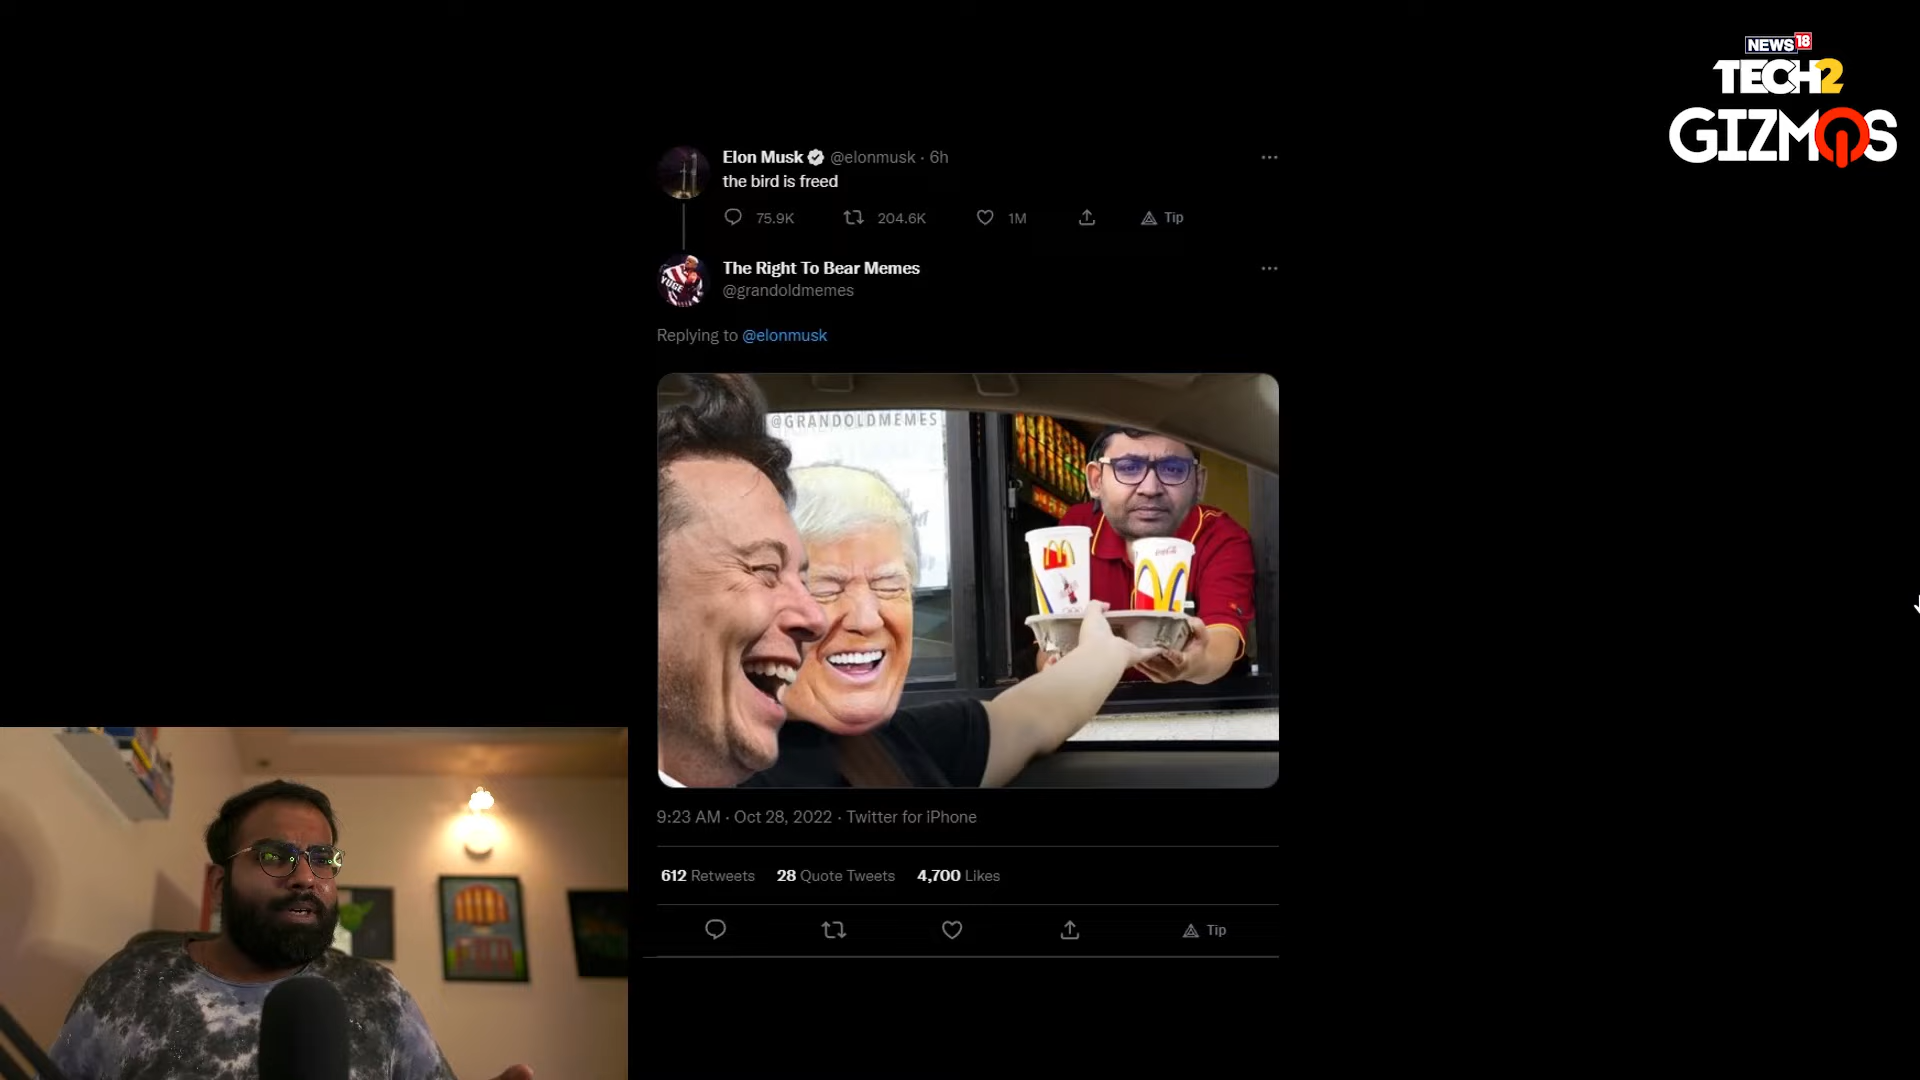 NEWS18
TECH2
GIZMOS
Elon Musk @elonmusk · 6h
the bird is freed
75.9K 204.6K 1M Tip
The Right To Bear Memes
@grandoldmemes
YUGE
Replying to @elonmusk
@GRANDOLDMEMES
9:23 AM · Oct 28, 2022 · Twitter for iPhone
612 Retweets 28 Quote Tweets 4,700 Likes
Tip